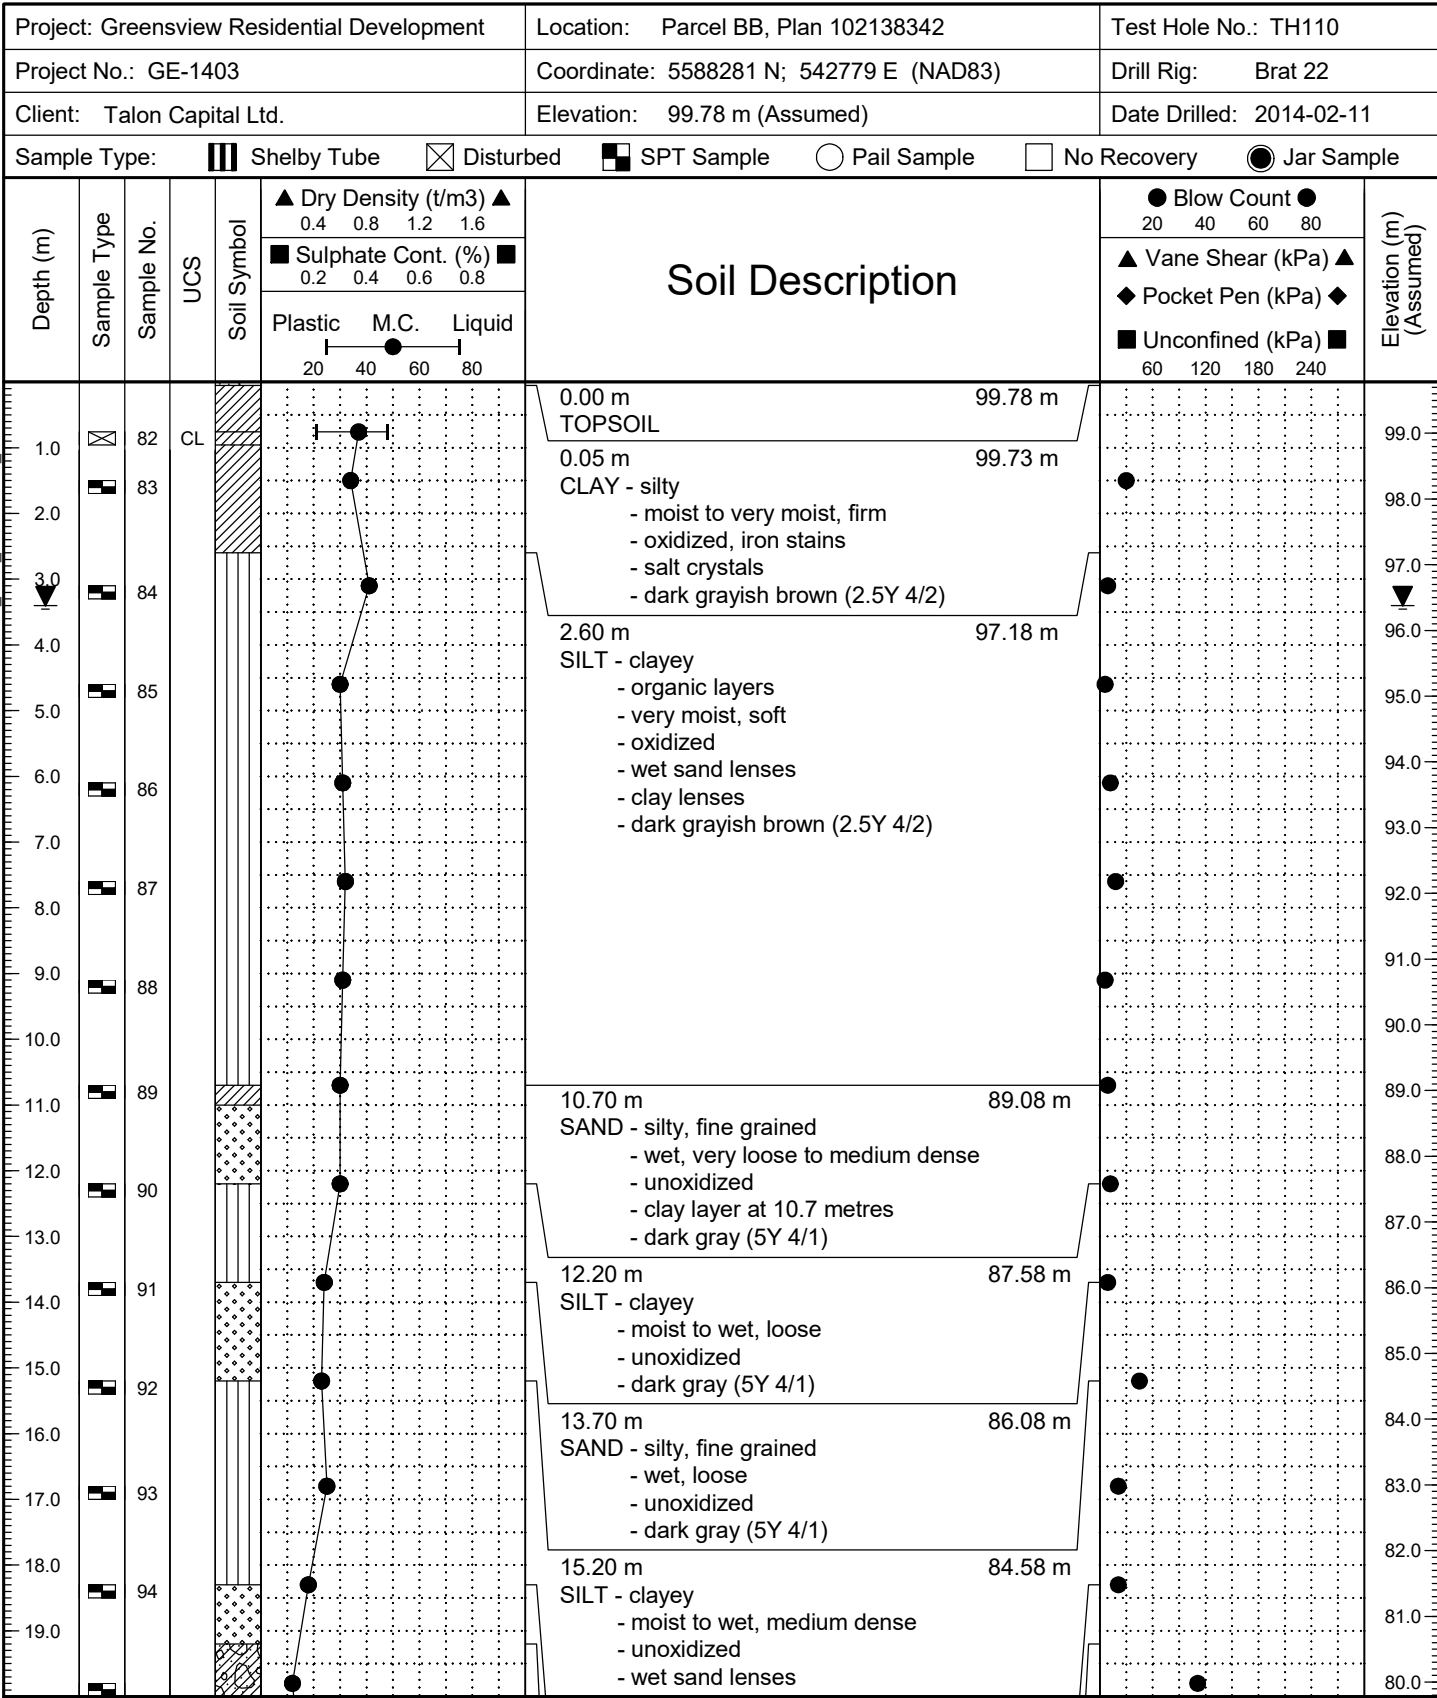 Project: Greensview Residential Development Location: Parcel BB, Plan 102138342 Test Hole No.: TH110
Project No.: GE-1403 Coordinate: 5588281 N; 542779 E (NAD83) Drill Rig: Brat 22
Client: Talon Capital Ltd. Elevation: 99.78 m (Assumed) Date Drilled: 2014-02-11
Sample Type: Shelby Tube Disturbed SPT Sample Pail Sample No Recovery Jar Sample
Depth (m)
Sample Type
Sample No.
UCS
Soil Symbol
Dry Density (t/m3)
0.4 0.8 1.2 1.6
Sulphate Cont. (%)
0.2 0.4 0.6 0.8
Plastic M.C. Liquid
20 40 60 80
Soil Description
Blow Count
20 40 60 80
Vane Shear (kPa)
Pocket Pen (kPa)
Unconfined (kPa)
60 120 180 240
Elevation (m)
(Assumed)
1.0
2.0
3.0
4.0
5.0
6.0
7.0
8.0
9.0
10.0
11.0
12.0
13.0
14.0
15.0
16.0
17.0
18.0
19.0
82 CL
83
84
85
86
87
88
89
90
91
92
93
94
0.00 m 99.78 m
TOPSOIL
0.05 m 99.73 m
CLAY - silty
- moist to very moist, firm
- oxidized, iron stains
- salt crystals
- dark grayish brown (2.5Y 4/2)
2.60 m 97.18 m
SILT - clayey
- organic layers
- very moist, soft
- oxidized
- wet sand lenses
- clay lenses
- dark grayish brown (2.5Y 4/2)
10.70 m 89.08 m
SAND - silty, fine grained
- wet, very loose to medium dense
- unoxidized
- clay layer at 10.7 metres
- dark gray (5Y 4/1)
12.20 m 87.58 m
SILT - clayey
- moist to wet, loose
- unoxidized
- dark gray (5Y 4/1)
13.70 m 86.08 m
SAND - silty, fine grained
- wet, loose
- unoxidized
- dark gray (5Y 4/1)
15.20 m 84.58 m
SILT - clayey
- moist to wet, medium dense
- unoxidized
- wet sand lenses
99.0
98.0
97.0
96.0
95.0
94.0
93.0
92.0
91.0
90.0
89.0
88.0
87.0
86.0
85.0
84.0
83.0
82.0
81.0
80.0